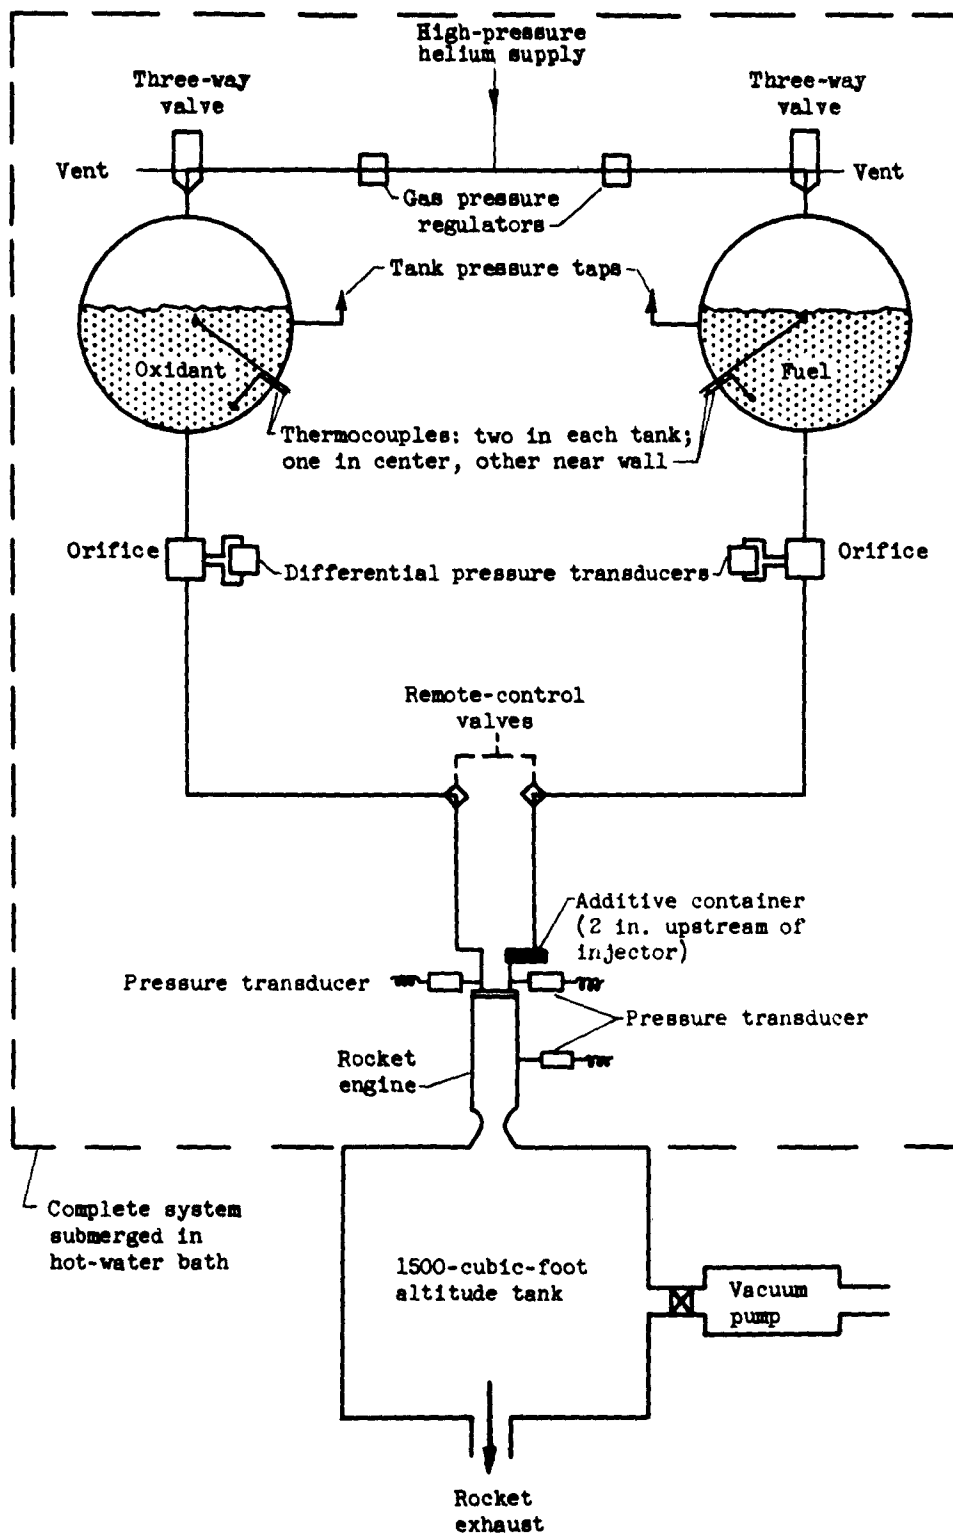 High-pressure
helium supply
Three-way
valve
Three-way
valve
Vent
Vent
Gas pressure
regulators
Tank pressure taps
Oxidant
Fuel
Thermocouples: two in each tank;
one in center, other near wall
Orifice
Orifice
Differential pressure transducers
Remote-control
valves
Additive container
(2 in. upstream of
injector)
Pressure transducer
Pressure transducer
Rocket
engine
Complete system
submerged in
hot-water bath
1500-cubic-foot
altitude tank
Vacuum
pump
Rocket
exhaust